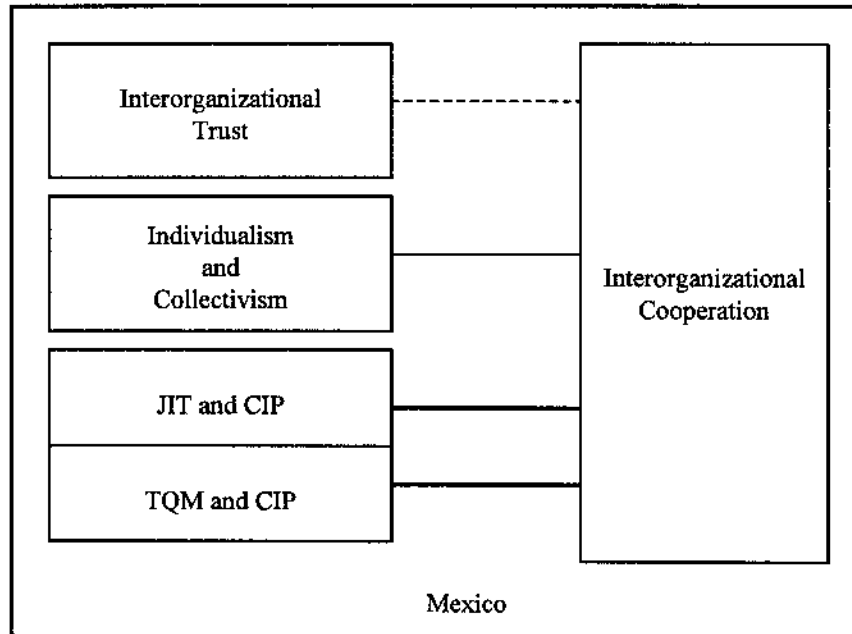 Interorganizational
Trust
Individualism
and
Collectivism
JIT and CIP
TQM and CIP
Interorganizational
Cooperation
Mexico